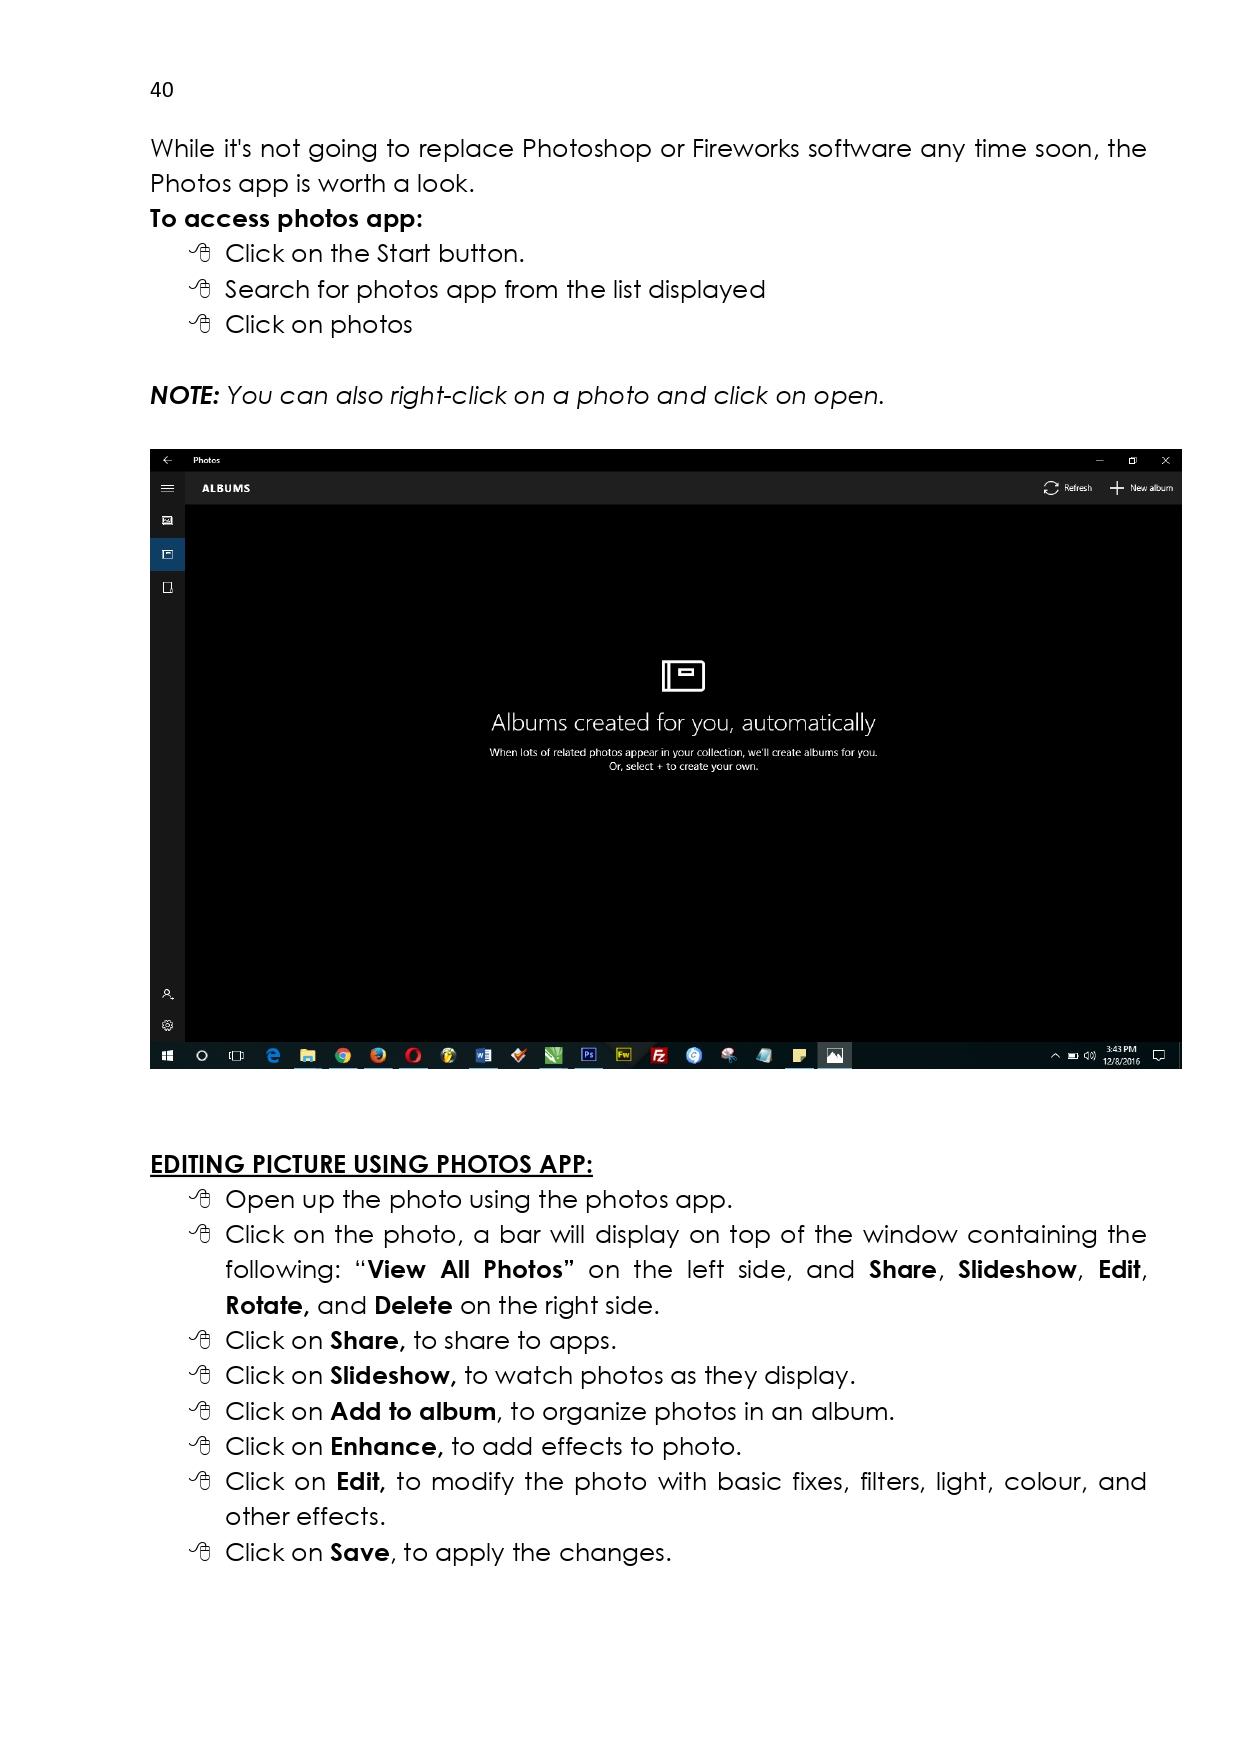 40
While it's not going to replace Photoshop or Fireworks software any time soon, the
Photos app is worth a look.
To access photos app:
Click on the Start button.
Search for photos app from the list displayed
Click on photos
NOTE: You can also right-click on a photo and click on open.
Photos
ALBUMS
Refresh
New album
Albums created for you, automatically
When lots of related photos appear in your collection, we'll create albums for you.
Or, select + to create your own.
W
Ps
Fw
Fz
3:43 PM
12/8/2016
EDITING PICTURE USING PHOTOS APP:
Open up the photo using the photos app.
Click on the photo, a bar will display on top of the window containing the
following: “View All Photos” on the left side, and Share, Slideshow, Edit,
Rotate, and Delete on the right side.
Click on Share, to share to apps.
Click on Slideshow, to watch photos as they display.
Click on Add to album, to organize photos in an album.
Click on Enhance, to add effects to photo.
Click on Edit, to modify the photo with basic fixes, filters, light, colour, and
other effects.
Click on Save, to apply the changes.